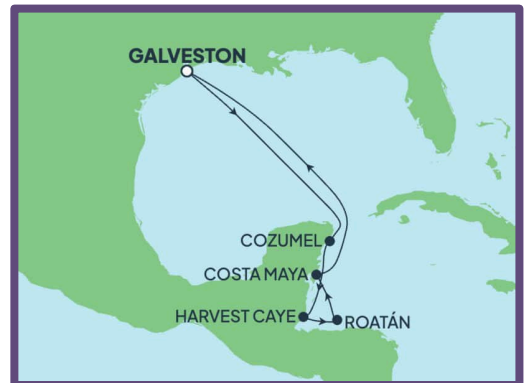 GALVESTON
COZUMEL
COSTA MAYA
HARVEST CAYE
ROATÁN